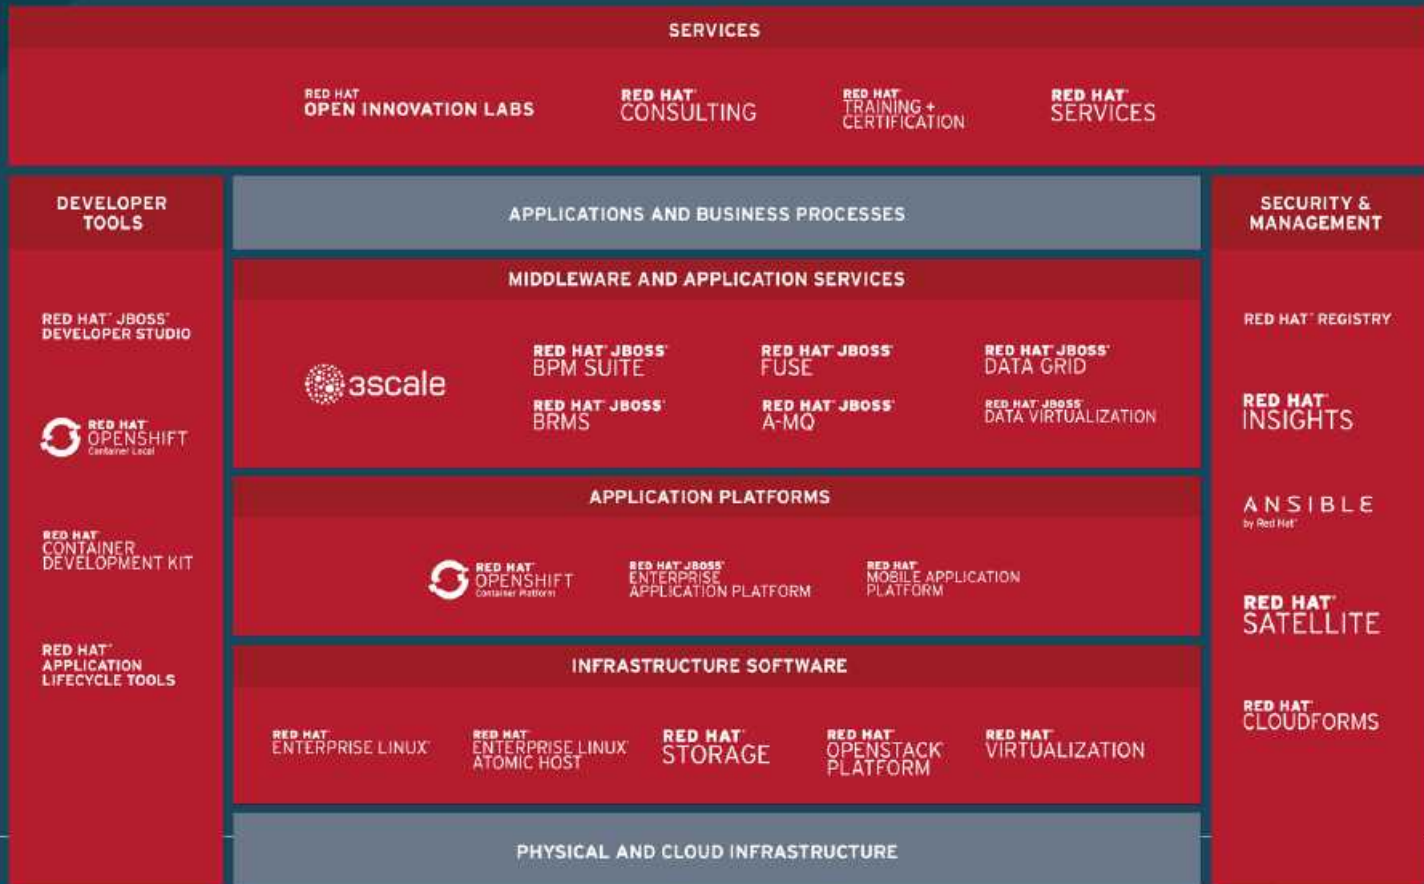 SERVICES
RED HAT
OPEN INNOVATION LABS
RED HAT®
CONSULTING
RED HAT®
TRAINING +
CERTIFICATION
RED HAT®
SERVICES
DEVELOPER
TOOLS
RED HAT® JBOSS®
DEVELOPER STUDIO
RED HAT®
OPENSHIFT
Container Local
RED HAT®
CONTAINER
DEVELOPMENT KIT
RED HAT®
APPLICATION
LIFECYCLE TOOLS
APPLICATIONS AND BUSINESS PROCESSES
MIDDLEWARE AND APPLICATION SERVICES
3scale
RED HAT® JBOSS®
BPM SUITE
RED HAT® JBOSS®
FUSE
RED HAT® JBOSS®
DATA GRID
RED HAT® JBOSS®
BRMS
RED HAT® JBOSS®
A-MQ
RED HAT® JBOSS®
DATA VIRTUALIZATION
APPLICATION PLATFORMS
RED HAT®
OPENSHIFT
Container Platform
RED HAT® JBOSS®
ENTERPRISE
APPLICATION PLATFORM
RED HAT®
MOBILE APPLICATION
PLATFORM
INFRASTRUCTURE SOFTWARE
RED HAT®
ENTERPRISE LINUX®
RED HAT®
ENTERPRISE LINUX®
ATOMIC HOST
RED HAT®
STORAGE
RED HAT®
OPENSTACK®
PLATFORM
RED HAT®
VIRTUALIZATION
PHYSICAL AND CLOUD INFRASTRUCTURE
SECURITY &
MANAGEMENT
RED HAT® REGISTRY
RED HAT®
INSIGHTS
ANSIBLE
by Red Hat®
RED HAT®
SATELLITE
RED HAT®
CLOUDFORMS